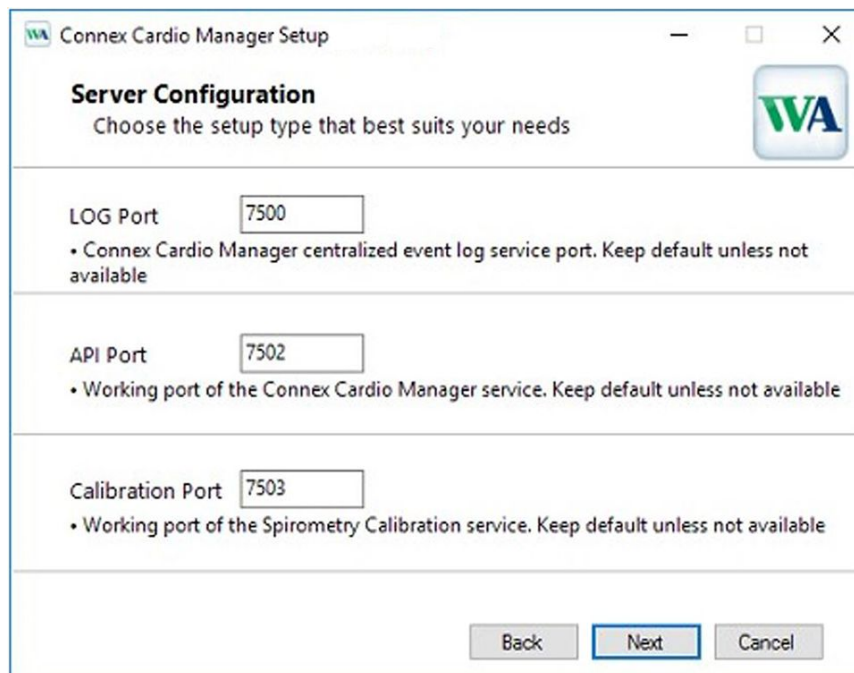 WA Connex Cardio Manager Setup
Server Configuration
Choose the setup type that best suits your needs
WA
LOG Port 7500
• Connex Cardio Manager centralized event log service port. Keep default unless not
available
API Port 7502
• Working port of the Connex Cardio Manager service. Keep default unless not available
Calibration Port 7503
• Working port of the Spirometry Calibration service. Keep default unless not available
Back Next Cancel